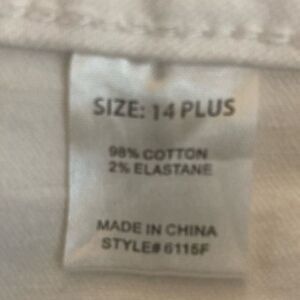 SIZE: 14 PLUS
98% COTTON
2% ELASTANE
MADE IN CHINA
STYLE# 6115F